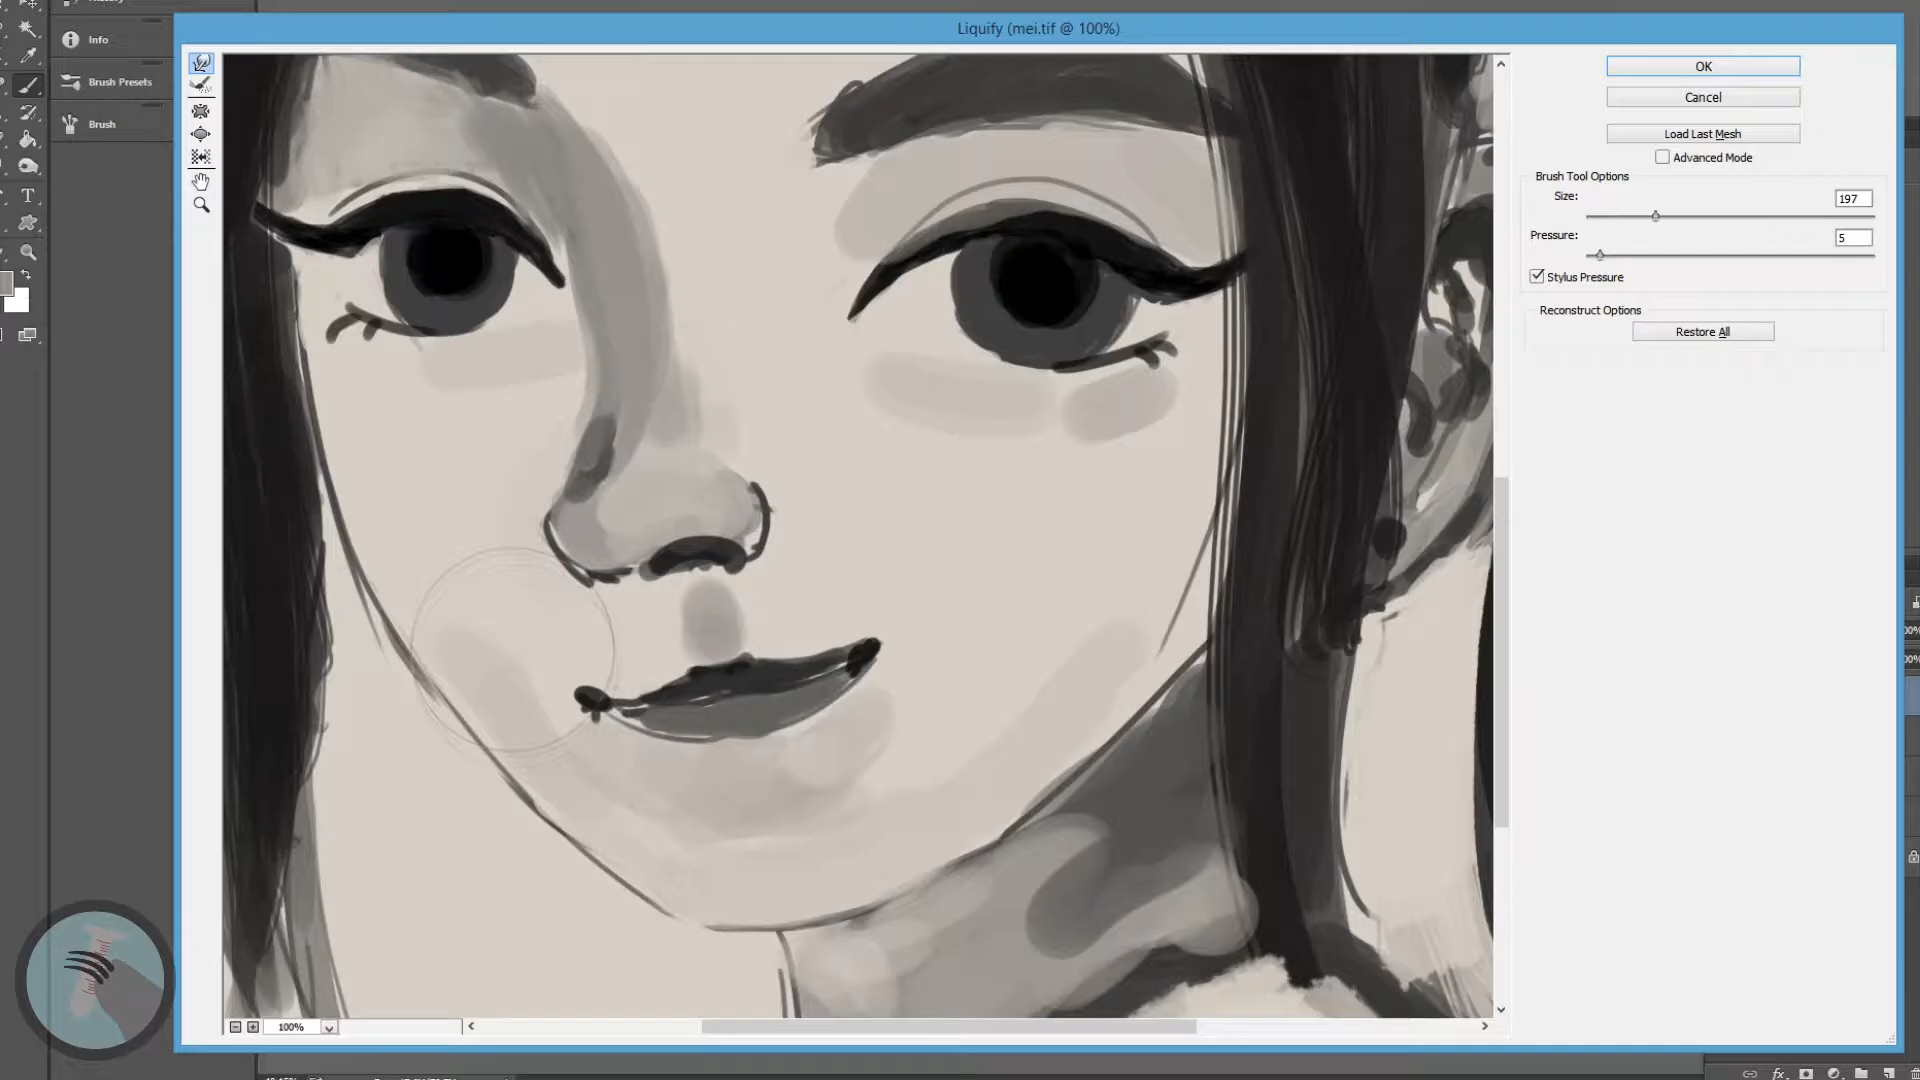 Liquify (mei.tif @ 100%)
Info
Brush Presets
Brush
T
OK
Cancel
Load Last Mesh
Advanced Mode
Brush Tool Options
Size:
197
Pressure:
5
Stylus Pressure
Reconstruct Options
Restore All
100%
fx